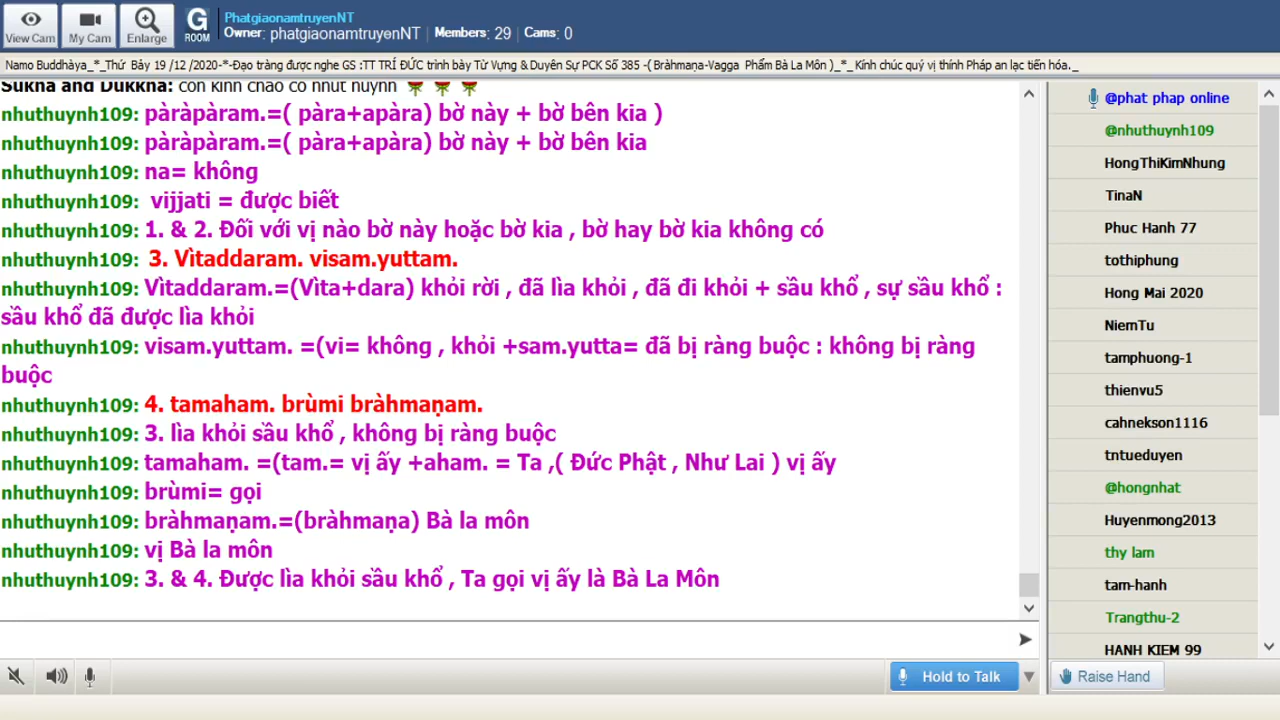 View Cam
My Cam
Enlarge
G
ROOM
PhatgiaonamtruyenNT
Owner: phatgiaonamtruyenNT | Members: 29 | Cams: 0
Namo Buddhàya_*_Thứ Bảy 19 /12 /2020-*-Đạo tràng được nghe GS :TT TRÍ ĐỨC trình bày Từ Vựng & Duyên Sự PCK Số 385 -( Bràhmaṇa-Vagga Phẩm Bà La Môn )_*_ Kính chúc quý vị thính Pháp an lạc tiến hóa._
Sukha and Dukkha: con kính chào cô nhut huynh
nhuthuynh109: pàràpàram.=( pàra+apàra) bờ này + bờ bên kia )
nhuthuynh109: pàràpàram.=( pàra+apàra) bờ này + bờ bên kia
nhuthuynh109: na= không
nhuthuynh109: vijjati = được biết
nhuthuynh109: 1. & 2. Đối với vị nào bờ này hoặc bờ kia , bờ hay bờ kia không có
nhuthuynh109: 3. Vìtaddaram. visam.yuttam.
nhuthuynh109: Vìtaddaram.=(Vìta+dara) khỏi rời , đã lìa khỏi , đã đi khỏi + sầu khổ , sự sầu khổ :
sầu khổ đã được lìa khỏi
nhuthuynh109: visam.yuttam. =(vi= không , khỏi +sam.yutta= đã bị ràng buộc : không bị ràng
buộc
nhuthuynh109: 4. tamaham. brùmi bràhmaṇam.
nhuthuynh109: 3. lìa khỏi sầu khổ , không bị ràng buộc
nhuthuynh109: tamaham. =(tam.= vị ấy +aham. = Ta ,( Đức Phật , Như Lai ) vị ấy
nhuthuynh109: brùmi= gọi
nhuthuynh109: bràhmaṇam.=(bràhmaṇa) Bà la môn
nhuthuynh109: vị Bà la môn
nhuthuynh109: 3. & 4. Được lìa khỏi sầu khổ , Ta gọi vị ấy là Bà La Môn
@phat phap online
@nhuthuynh109
HongThiKimNhung
TinaN
Phuc Hanh 77
tothiphung
Hong Mai 2020
NiemTu
tamphuong-1
thienvu5
cahnekson1116
tntueduyen
@hongnhat
Huyenmong2013
thy lam
tam-hanh
Trangthu-2
HANH KIEM 99
Hold to Talk
Raise Hand